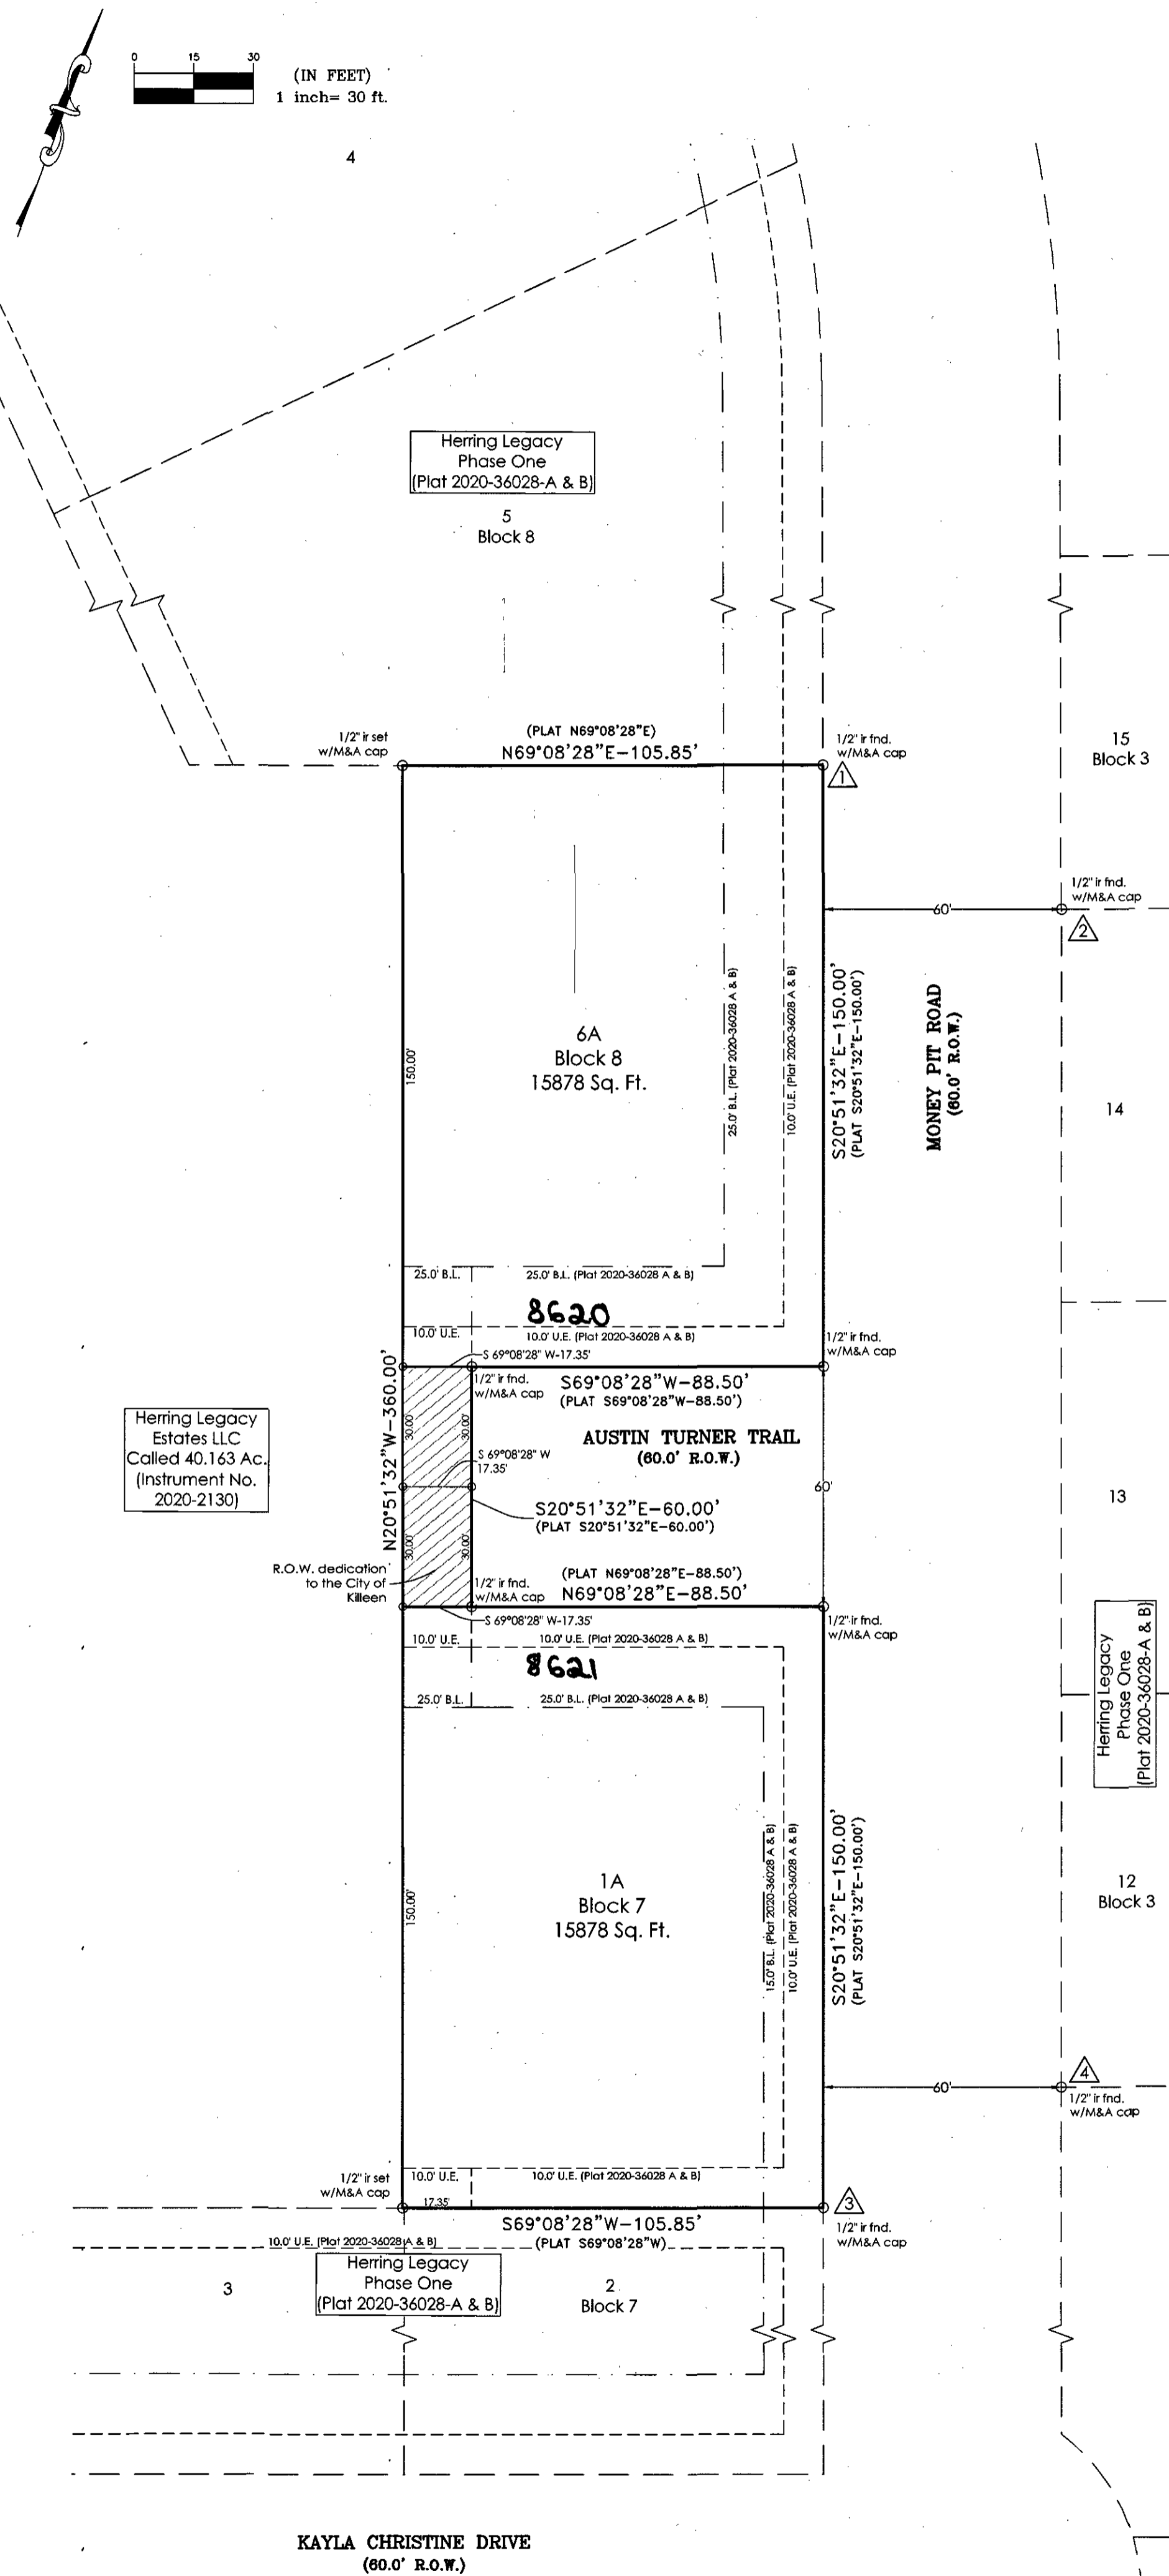 0 15 30
(IN FEET)
1 inch= 30 ft.
4
Herring Legacy
Phase One
(Plat 2020-36028-A & B)
5
Block 8
1/2" ir set
w/M&A cap
(PLAT N69°08'28"E)
N69°08'28"E-105.85'
1/2" ir fnd.
w/M&A cap
1
15
Block 3
1/2" ir fnd.
w/M&A cap
60'
2
6A
Block 8
15878 Sq. Ft.
150.00'
25.0' B.L. (Plat 2020-36028 A & B)
10.0' U.E. (Plat 2020-36028 A & B)
S20°51'32"E-150.00'
(PLAT S20°51'32"E-150.00')
MONEY PIT ROAD
(60.0' R.O.W.)
14
25.0' B.L.
25.0' B.L. (Plat 2020-36028 A & B)
8620
10.0' U.E.
10.0' U.E. (Plat 2020-36028 A & B)
1/2" ir fnd.
w/M&A cap
S 69°08'28" W-17.35'
1/2" ir fnd.
w/M&A cap
S69°08'28"W-88.50'
(PLAT S69°08'28"W-88.50')
N20°51'32"W-360.00'
Herring Legacy
Estates LLC
Called 40.163 Ac.
(Instrument No.
2020-2130)
30.00'
30.00'
AUSTIN TURNER TRAIL
(60.0' R.O.W.)
S 69°08'28" W
17.35'
60'
13
S20°51'32"E-60.00'
(PLAT S20°51'32"E-60.00')
30.00'
30.00'
R.O.W. dedication
to the City of
Killeen
(PLAT N69°08'28"E-88.50')
1/2" ir fnd.
w/M&A cap
N69°08'28"E-88.50'
S 69°08'28" W-17.35'
1/2" ir fnd.
w/M&A cap
10.0' U.E.
10.0' U.E. (Plat 2020-36028 A & B)
8621
25.0' B.L.
25.0' B.L. (Plat 2020-36028 A & B)
Herring Legacy
Phase One
(Plat 2020-36028-A & B)
1A
Block 7
15878 Sq. Ft.
150.00'
15.0' B.L. (Plat 2020-36028 A & B)
10.0' U.E. (Plat 2020-36028 A & B)
S20°51'32"E-150.00'
(PLAT S20°51'32"E-150.00')
12
Block 3
60'
4
1/2" ir fnd.
w/M&A cap
1/2" ir set
w/M&A cap
10.0' U.E.
10.0' U.E. (Plat 2020-36028 A & B)
17.35'
3
S69°08'28"W-105.85'
(PLAT S69°08'28"W)
1/2" ir fnd.
w/M&A cap
10.0' U.E. (Plat 2020-36028 A & B)
3
Herring Legacy
Phase One
(Plat 2020-36028-A & B)
2
Block 7
KAYLA CHRISTINE DRIVE
(60.0' R.O.W.)